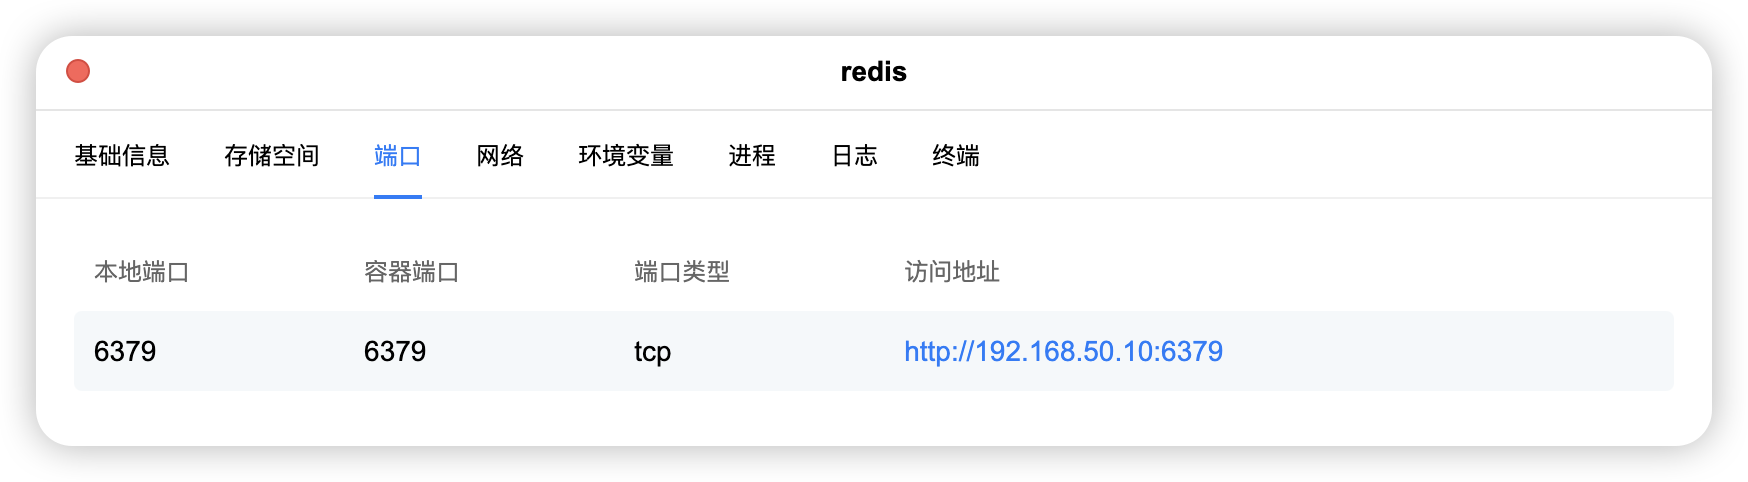 redis
基础信息 存储空间 端口 网络 环境变量 进程 日志 终端
本地端口 容器端口 端口类型 访问地址
6379 6379 tcp http://192.168.50.10:6379